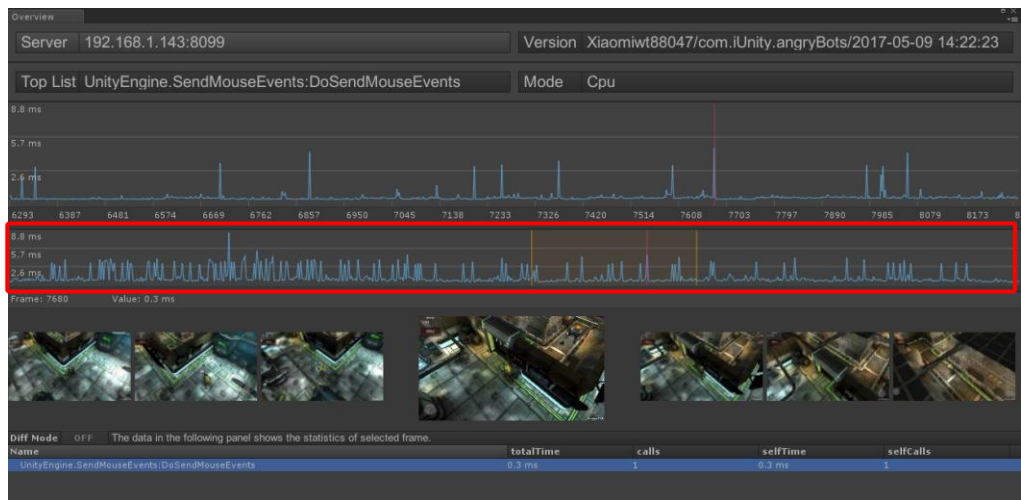 Overview
Server 192.168.1.143:8099 Version Xiaomiwt88047/com.iUnity.angryBots/2017-05-09 14:22:23
Top List UnityEngine.SendMouseEvents:DoSendMouseEvents Mode Cpu
8.8 ms
5.7 ms
2.6 ms
6293 6387 6481 6574 6669 6762 6857 6950 7045 7138 7233 7326 7420 7514 7608 7703 7797 7890 7985 8079 8173 8
8.8 ms
5.7 ms
2.6 ms
Frame: 7680 Value: 0.3 ms
Diff Mode OFF The data in the following panel shows the statistics of selected frame.
Name totalTime calls selfTime selfCalls
UnityEngine.SendMouseEvents:DoSendMouseEvents 0.3 ms 1 0.3 ms 1